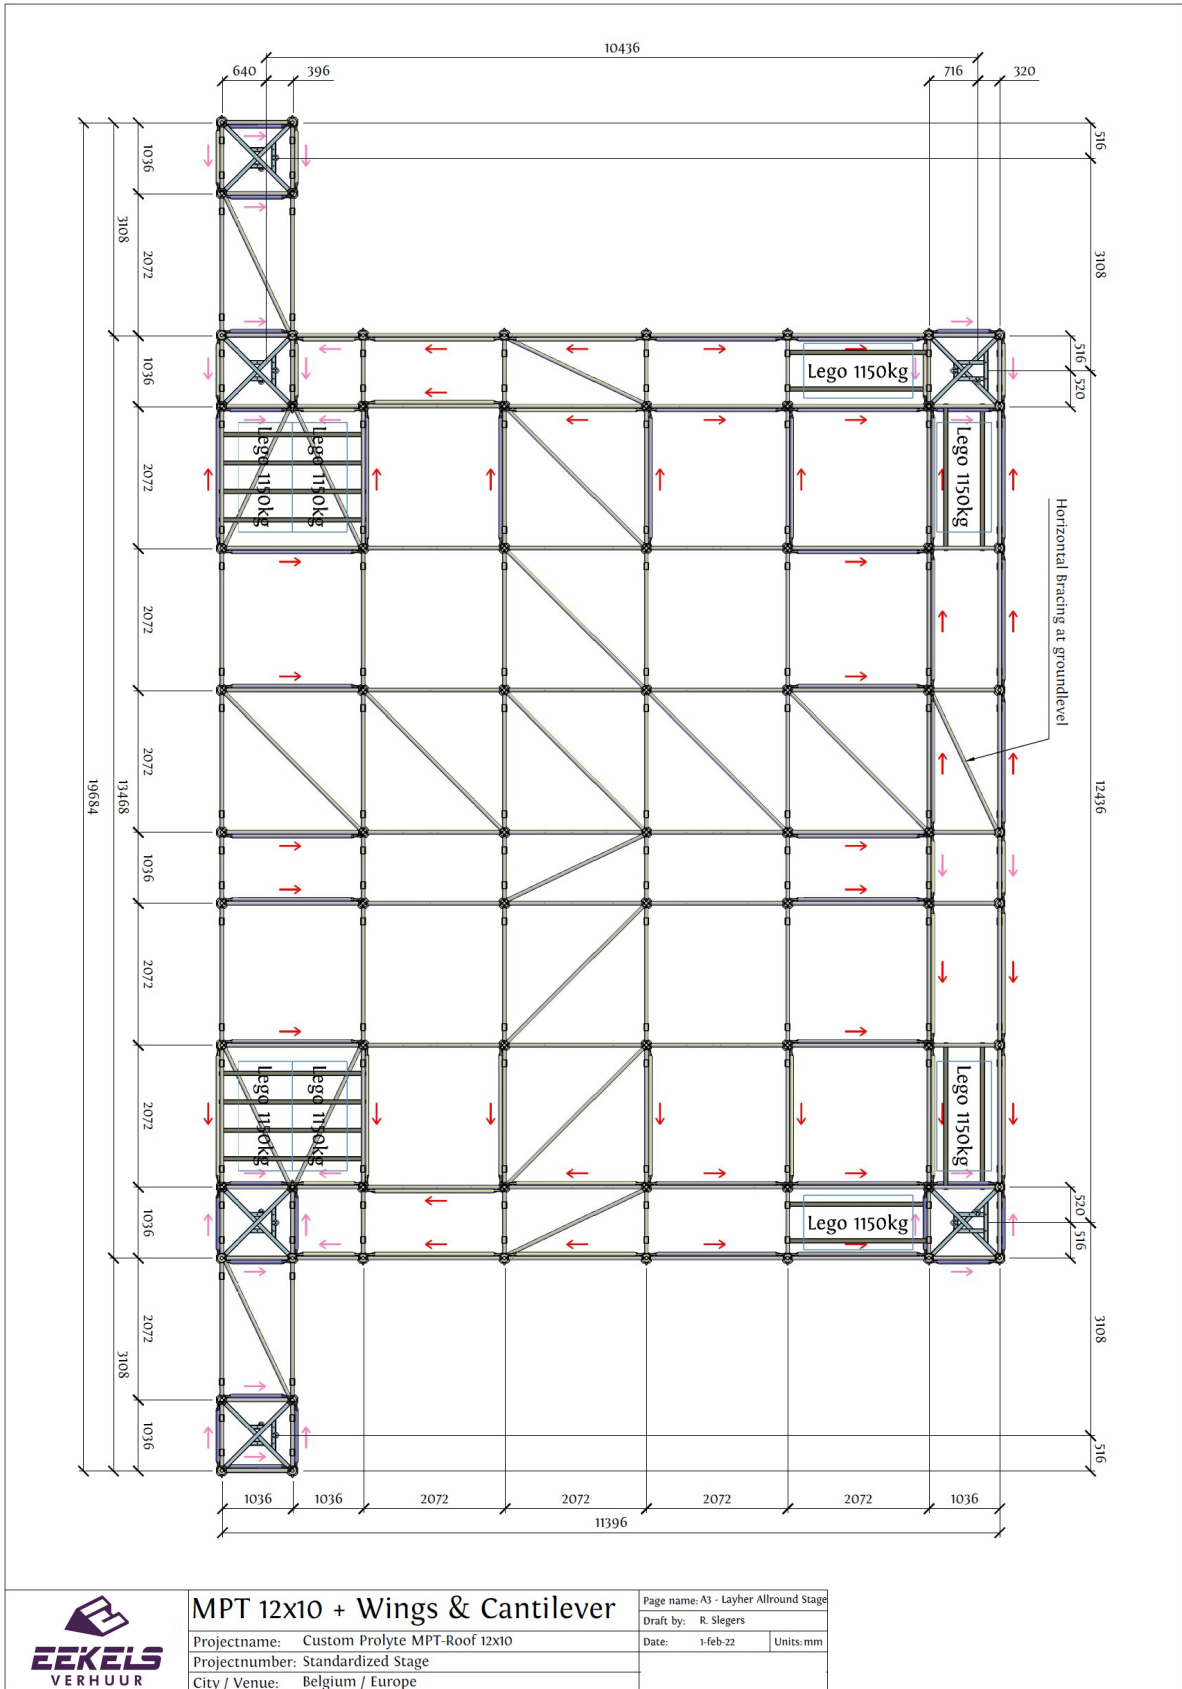 10436
640
396
716
320
516
1036
3108
2072
3108
1036
516
520
Lego 1150kg
Lego 1150kg
Lego 1150kg
Lego 1150kg
2072
Horizontal Bracing at groundlevel
2072
2072
19684
13468
12436
1036
2072
2072
Lego 1150kg
Lego 1150kg
Lego 1150kg
Lego 1150kg
1036
520
516
2072
3108
3108
1036
516
1036
1036
2072
2072
2072
2072
1036
11396
MPT 12x10 + Wings & Cantilever
Page name: A3 - Layher Allround Stage
Draft by: R. Slegers
Projectname: Custom Prolyte MPT-Roof 12x10
Date: 1-feb-22 Units:mm
Projectnumber: Standardized Stage
City / Venue: Belgium / Europe
EEKELS
VERHUUR